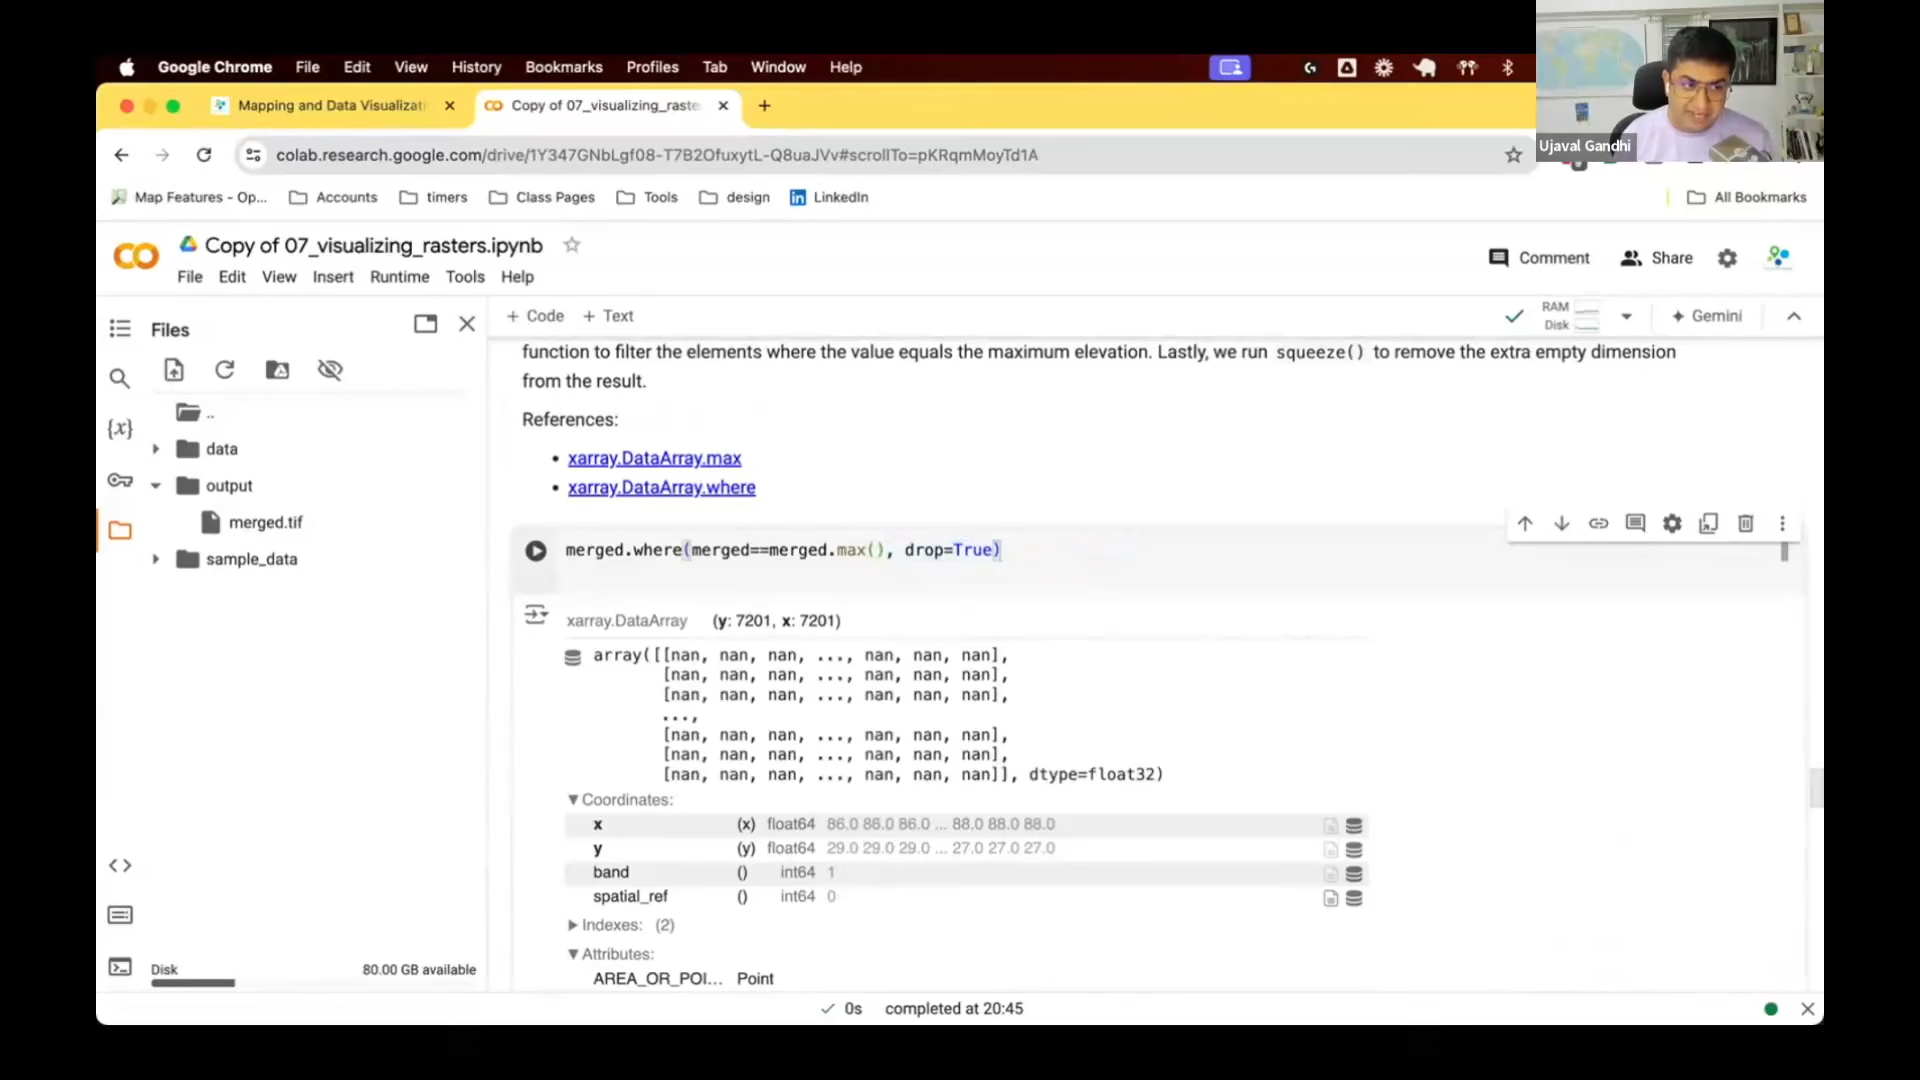 Google Chrome File Edit View History Bookmarks Profiles Tab Window Help
Ujaval Gandhi
Mapping and Data Visualizati
Copy of 07_visualizing_raste
colab.research.google.com/drive/1Y347GNbLgf08-T7B2OfuxytL-Q8uaJVv#scrollTo=pKRqmMoyTd1A
Map Features - Op... Accounts timers Class Pages Tools design LinkedIn All Bookmarks
Copy of 07_visualizing_rasters.ipynb
Comment Share
File Edit View Insert Runtime Tools Help
Files
+ Code + Text
RAM
Disk
Gemini
function to filter the elements where the value equals the maximum elevation. Lastly, we run squeeze() to remove the extra empty dimension
from the result.
References:
• xarray.DataArray.max
• xarray.DataArray.where
..
data
output
merged.tif
sample_data
{x}
merged.where(merged==merged.max(), drop=True)
xarray.DataArray (y: 7201, x: 7201)
array([[nan, nan, nan, ..., nan, nan, nan],
[nan, nan, nan, ..., nan, nan, nan],
[nan, nan, nan, ..., nan, nan, nan],
...,
[nan, nan, nan, ..., nan, nan, nan],
[nan, nan, nan, ..., nan, nan, nan],
[nan, nan, nan, ..., nan, nan, nan]], dtype=float32)
▼Coordinates:
x (x) float64 86.0 86.0 86.0 ... 88.0 88.0 88.0
y (y) float64 29.0 29.0 29.0 ... 27.0 27.0 27.0
band () int64 1
spatial_ref () int64 0
▶Indexes: (2)
▼Attributes:
AREA_OR_POI... Point
Disk 80.00 GB available
✓ 0s completed at 20:45